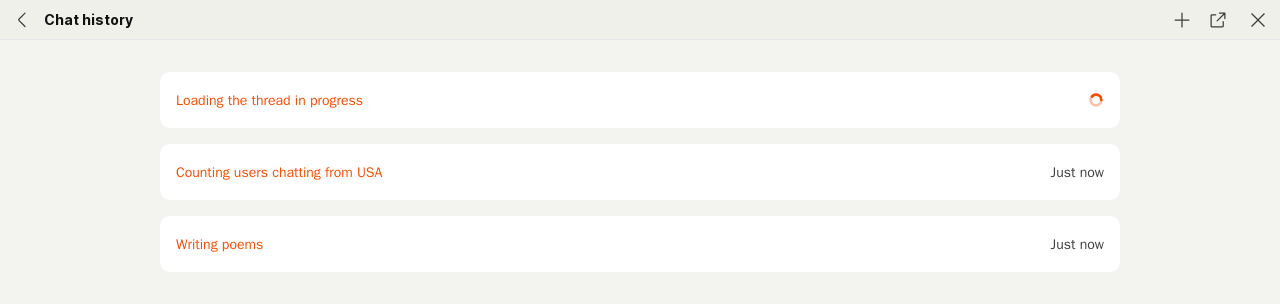 Chat history
Loading the thread in progress
Counting users chatting from USA
Just now
Writing poems
Just now